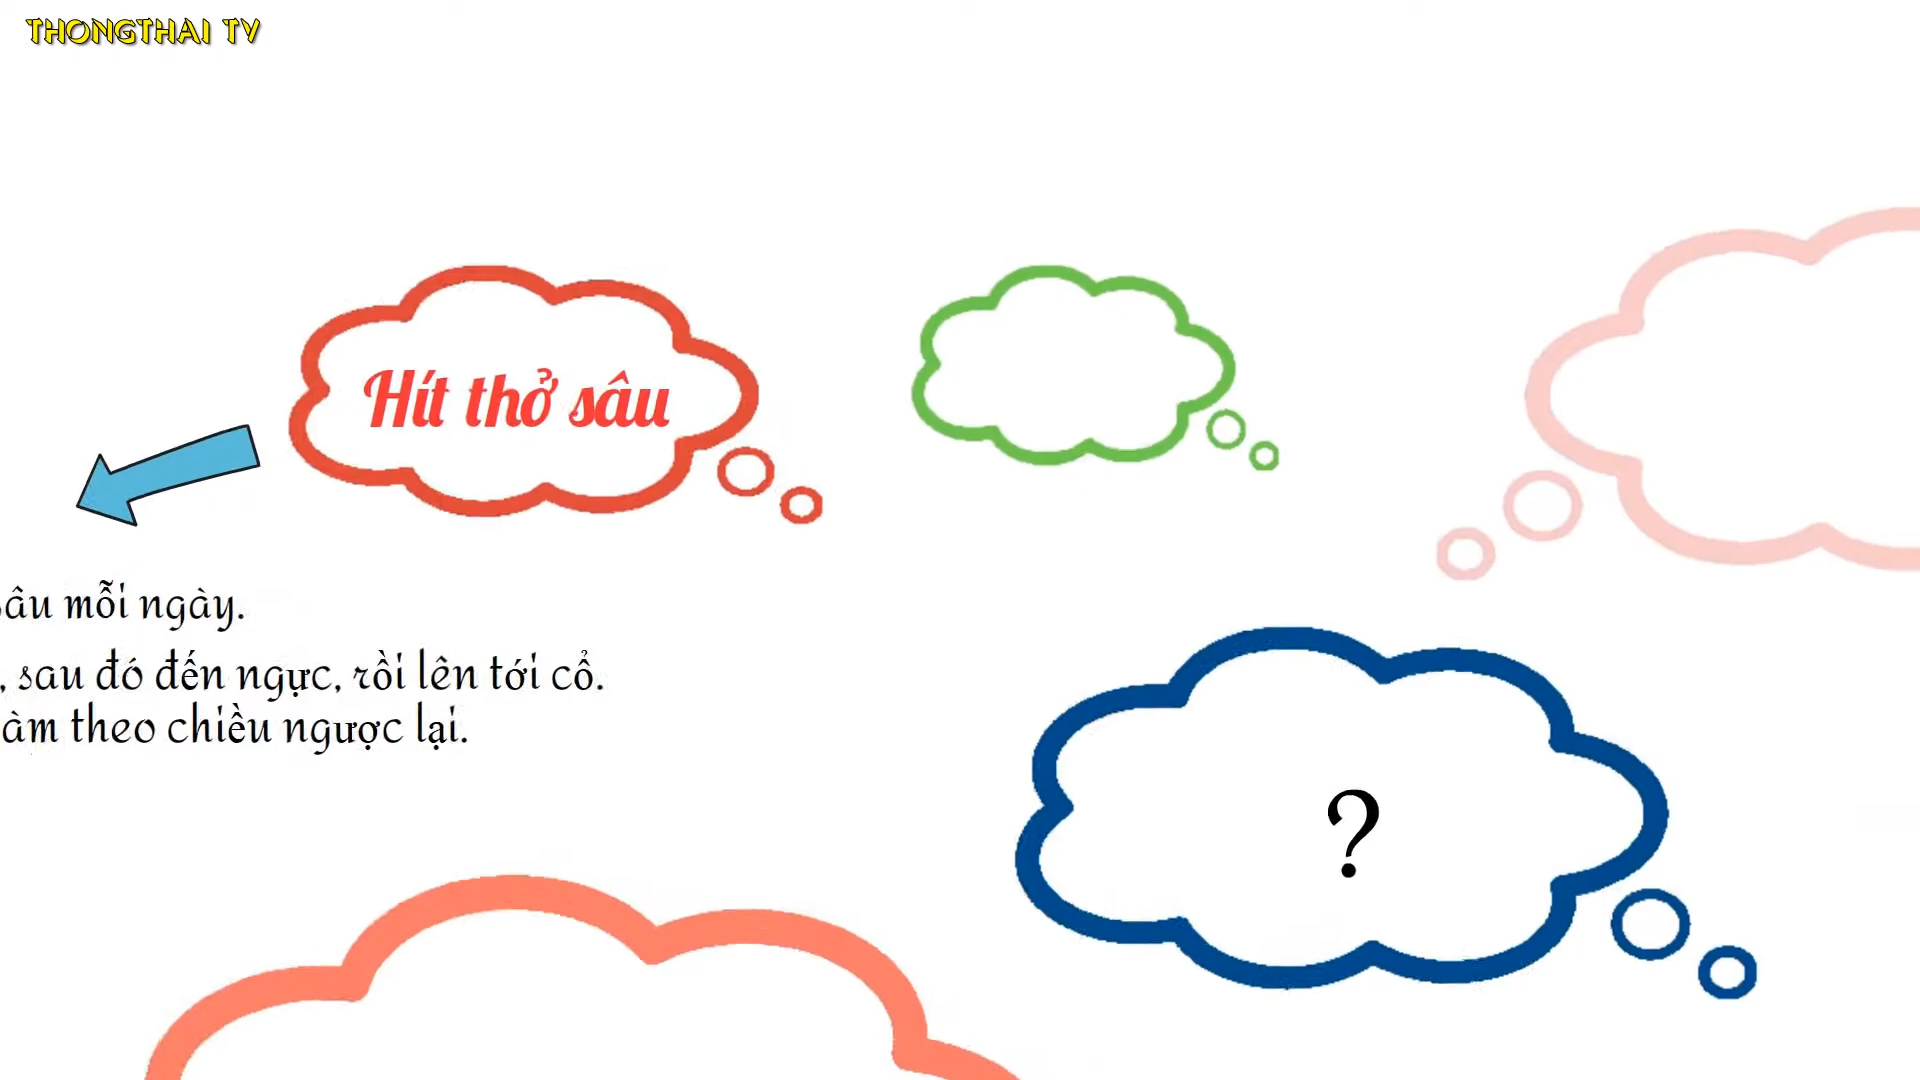 THONGTHAI TV
Hít thở sâu
sâu mỗi ngày.
, sau đó đến ngực, rồi lên tới cổ.
àm theo chiều ngược lại.
?